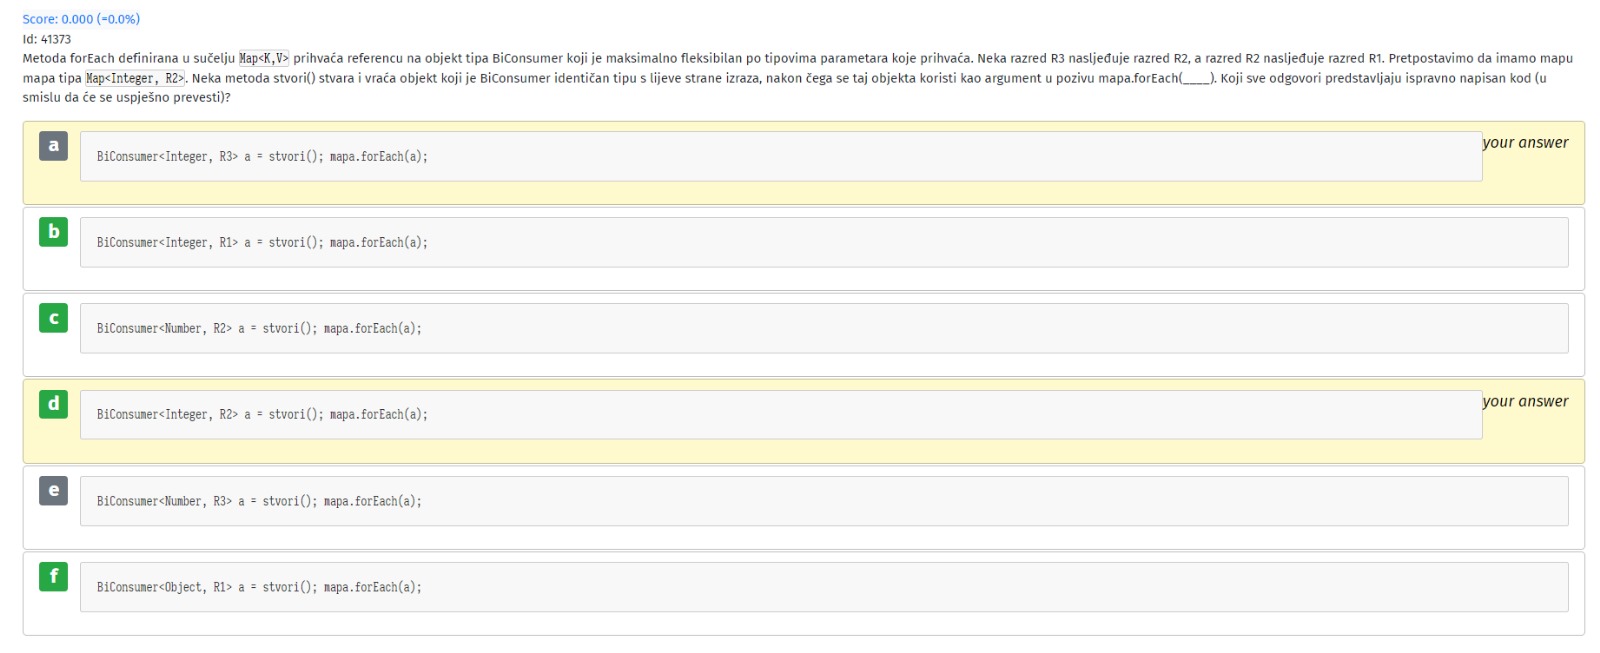 Score: 0.000 (=0.0%)
Id: 41373
Metoda forEach definirana u sučelju Map<K,V> prihvaća referencu na objekt tipa BiConsumer koji je maksimalno fleksibilan po tipovima parametara koje prihvaća. Neka razred R3 nasljeđuje razred R2, a razred R2 nasljeđuje razred R1. Pretpostavimo da imamo mapu
mapa tipa Map<Integer, R2>. Neka metoda stvori() stvara i vraća objekt koji je BiConsumer identičan tipu s lijeve strane izraza, nakon čega se taj objekta koristi kao argument u pozivu mapa.forEach(____). Koji sve odgovori predstavljaju ispravno napisan kod (u
smislu da će se uspješno prevesti)?
a BiConsumer<Integer, R3> a = stvori(); mapa.forEach(a); your answer
b BiConsumer<Integer, R1> a = stvori(); mapa.forEach(a);
c BiConsumer<Number, R2> a = stvori(); mapa.forEach(a);
d BiConsumer<Integer, R2> a = stvori(); mapa.forEach(a); your answer
e BiConsumer<Number, R3> a = stvori(); mapa.forEach(a);
f BiConsumer<Object, R1> a = stvori(); mapa.forEach(a);